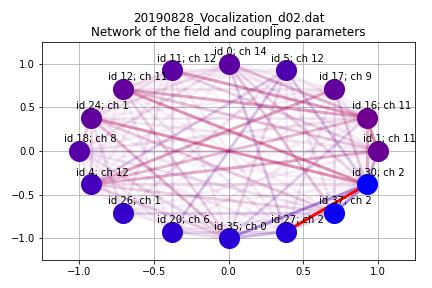 20190828_Vocalization_d02.dat
Network of the field and coupling parameters
id 0; ch 14
id 11; ch 12
id 5; ch 12
id 12; ch 11
id 17; ch 9
id 24; ch 1
id 16; ch 11
id 18; ch 8
id 1; ch 11
id 4; ch 12
id 30; ch 2
id 26; ch 1
id 37; ch 2
id 20; ch 6
id 35; ch 0
id 27; ch 2
1.0
0.5
0.0
−0.5
−1.0
−1.0 −0.5 0.0 0.5 1.0